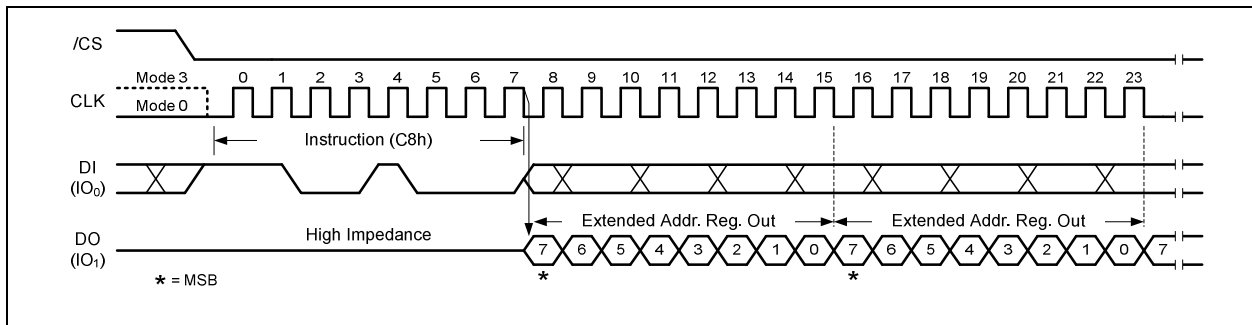 /CS
Mode 3
0 1 2 3 4 5 6 7 8 9 10 11 12 13 14 15 16 17 18 19 20 21 22 23
CLK
Mode 0
Instruction (C8h)
DI
(IO₀)
Extended Addr. Reg. Out Extended Addr. Reg. Out
High Impedance
DO
(IO₁)
7 6 5 4 3 2 1 0 7 6 5 4 3 2 1 0 7
* *
* = MSB